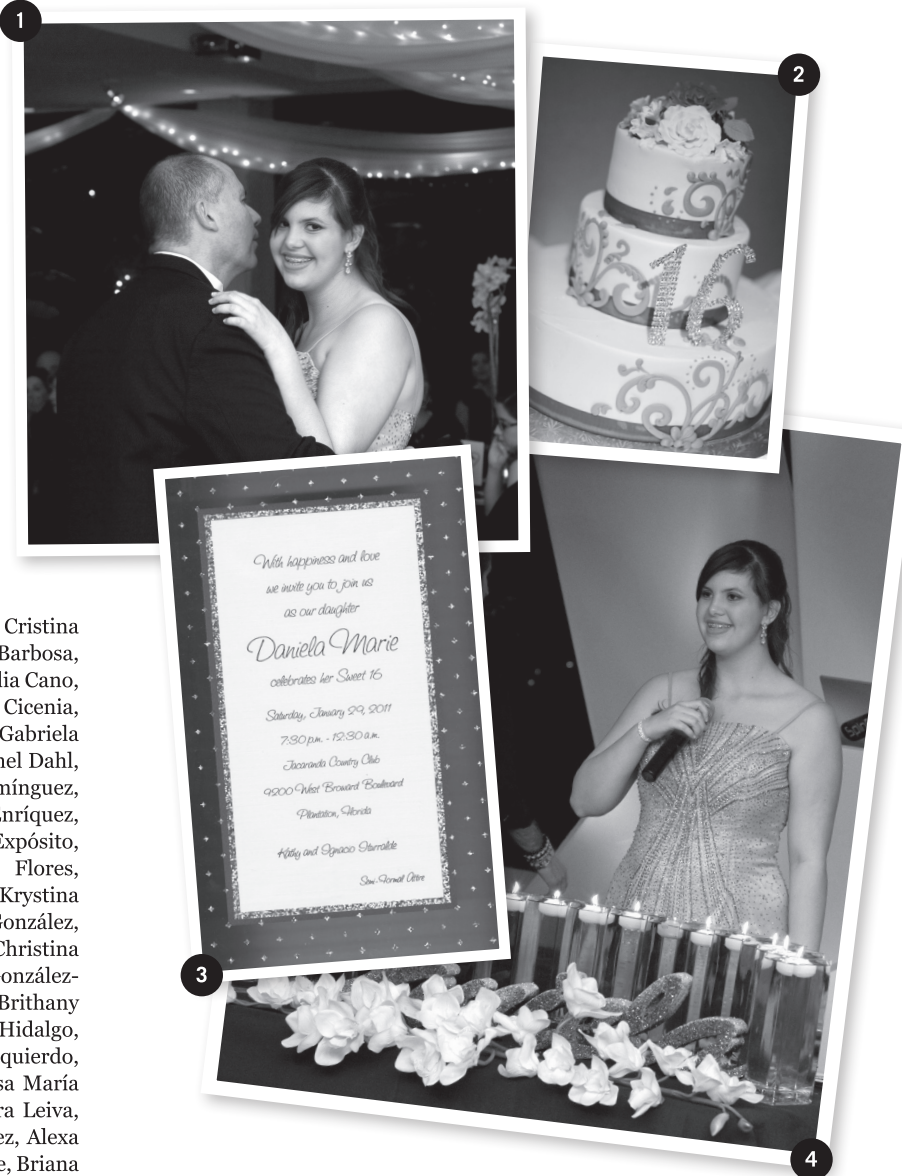 1
2
16
With happiness and love
we invite you to join us
as our daughter
Daniela Marie
celebrates her Sweet 16
Saturday, January 29, 2011
7:30 p.m. - 12:30 a.m.
Jacaranda Country Club
9200 West Broward Boulevard
Plantation, Florida
Kathy and Ignacio Iturralde
Semi-Formal Attire
3
4
Cristina
Barbosa,
lia Cano,
Cicenia,
Gabriela
hel Dahl,
mínguez,
Enríquez,
Expósito,
Flores,
Krystina
González,
Christina
onzález-
Brithany
Hidalgo,
quierdo,
sa María
ra Leiva,
ez, Alexa
e, Briana